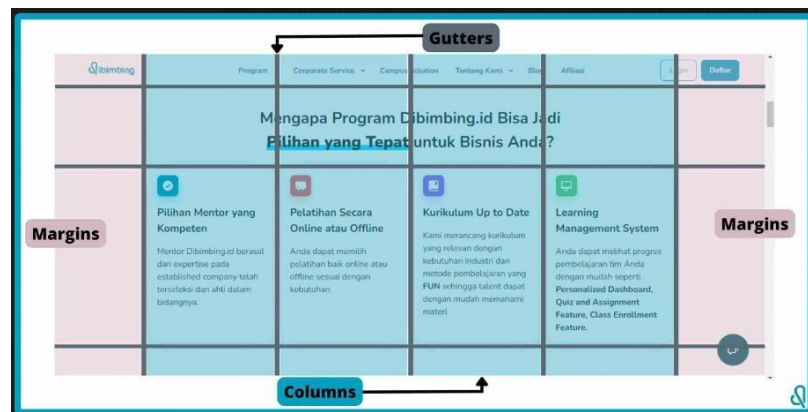 Gutters
ibimbing
Program
Corporate Service
Campus Solution
Tentang Kami
Blog
Afiliasi
Login
Daftar
Mengapa Program Dibimbing.id Bisa Jadi
Pilihan yang Tepat untuk Bisnis Anda?
Pilihan Mentor yang
Kompeten
Mentor Dibimbing.id berasal
dari expertise pada
established company telah
terseleksi dan ahli dalam
bidangnya.
Pelatihan Secara
Online atau Offline
Anda dapat memilih
pelatihan baik online atau
offline sesuai dengan
kebutuhan.
Kurikulum Up to Date
Kami merancang kurikulum
yang relevan dengan
kebutuhan industri dan
metode pembelajaran yang
FUN sehingga talent dapat
dengan mudah memahami
materi.
Learning
Management System
Anda dapat melihat progres
pembelajaran tim Anda
dengan mudah seperti
Personalized Dashboard,
Quiz and Assignment
Feature, Class Enrollment
Feature.
Margins
Margins
Columns